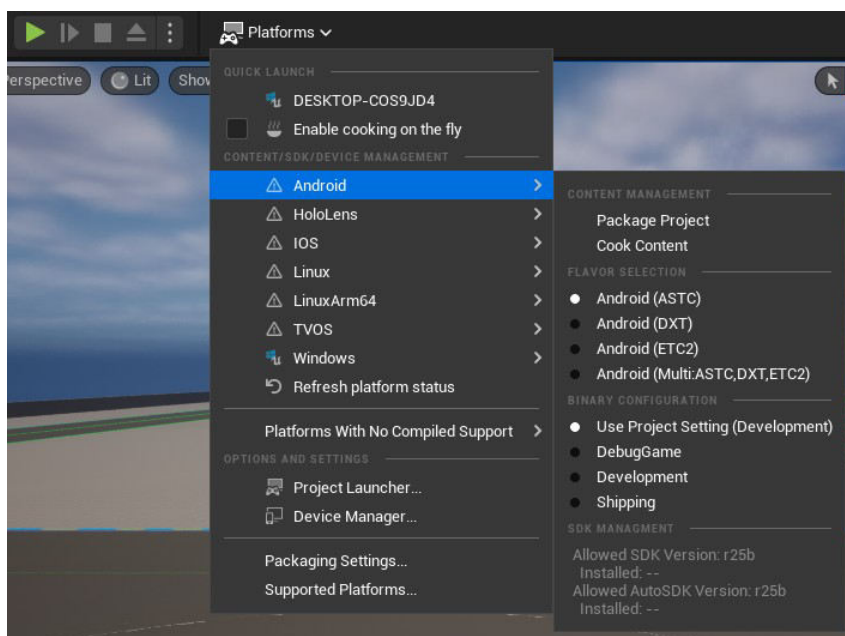 Platforms
Perspective
Lit
Show
QUICK LAUNCH
DESKTOP-COS9JD4
Enable cooking on the fly
CONTENT/SDK/DEVICE MANAGEMENT
Android
HoloLens
IOS
Linux
LinuxArm64
TVOS
Windows
Refresh platform status
Platforms With No Compiled Support
OPTIONS AND SETTINGS
Project Launcher...
Device Manager...
Packaging Settings...
Supported Platforms...
CONTENT MANAGEMENT
Package Project
Cook Content
FLAVOR SELECTION
Android (ASTC)
Android (DXT)
Android (ETC2)
Android (Multi:ASTC,DXT,ETC2)
BINARY CONFIGURATION
Use Project Setting (Development)
DebugGame
Development
Shipping
SDK MANAGMENT
Allowed SDK Version: r25b
Installed: --
Allowed AutoSDK Version: r25b
Installed: --